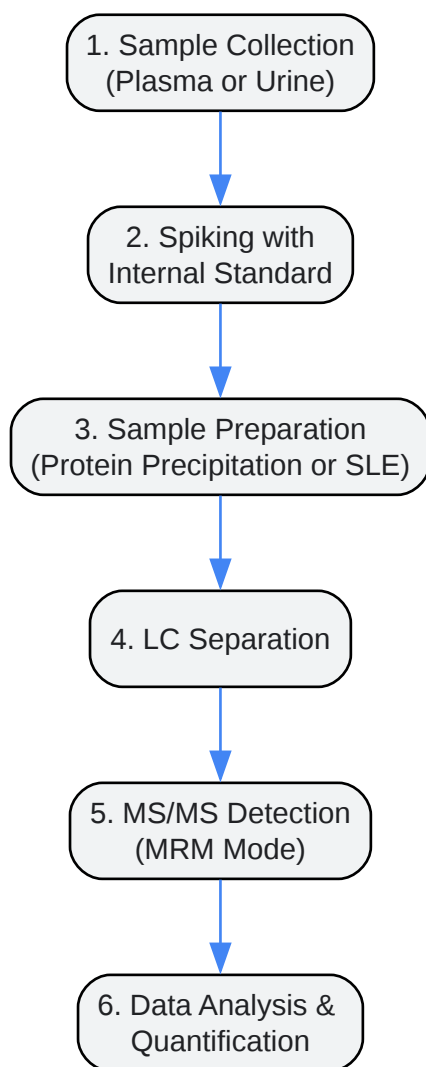 1. Sample Collection
(Plasma or Urine)
2. Spiking with
Internal Standard
3. Sample Preparation
(Protein Precipitation or SLE)
4. LC Separation
5. MS/MS Detection
(MRM Mode)
6. Data Analysis &
Quantification